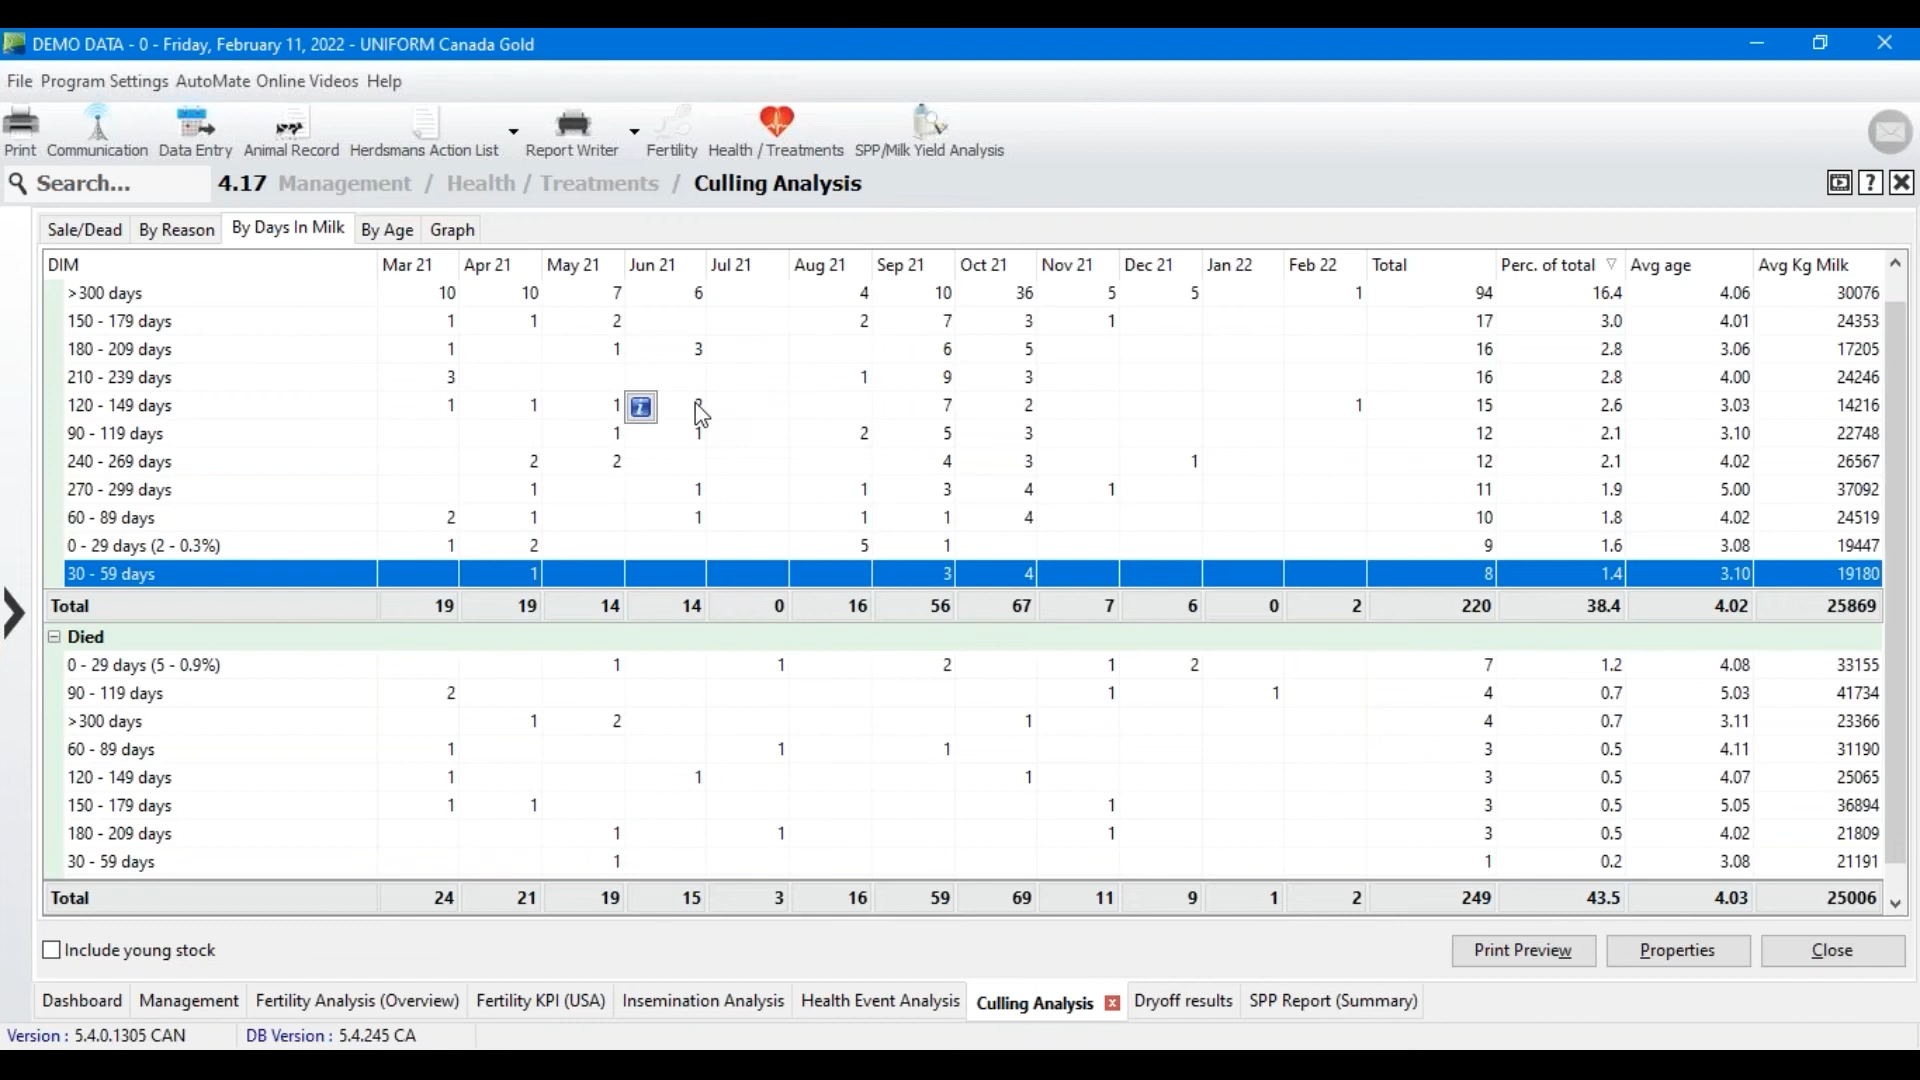 DEMO DATA - 0 - Friday, February 11, 2022 - UNIFORM Canada Gold
File Program Settings AutoMate Online Videos Help
Print Communication Data Entry Animal Record Herdsmans Action List Report Writer Fertility Health / Treatments SPP/Milk Yield Analysis
Search... 4.17 Management / Health / Treatments / Culling Analysis
Sale/Dead By Reason By Days In Milk By Age Graph
DIM Mar 21 Apr 21 May 21 Jun 21 Jul 21 Aug 21 Sep 21 Oct 21 Nov 21 Dec 21 Jan 22 Feb 22 Total Perc. of total Avg age Avg Kg Milk
>300 days 10 10 7 6 4 10 36 5 5 1 94 16.4 4.06 30076
150 - 179 days 1 1 2 2 7 3 1 17 3.0 4.01 24353
180 - 209 days 1 1 3 6 5 16 2.8 3.06 17205
210 - 239 days 3 1 9 3 16 2.8 4.00 24246
120 - 149 days 1 1 1 7 2 1 15 2.6 3.03 14216
90 - 119 days 1 1 2 5 3 12 2.1 3.10 22748
240 - 269 days 2 2 4 3 1 12 2.1 4.02 26567
270 - 299 days 1 1 1 3 4 1 11 1.9 5.00 37092
60 - 89 days 2 1 1 1 1 4 10 1.8 4.02 24519
0 - 29 days (2 - 0.3%) 1 2 5 1 9 1.6 3.08 19447
30 - 59 days 1 3 4 8 1.4 3.10 19180
Total 19 19 14 14 0 16 56 67 7 6 0 2 220 38.4 4.02 25869
Died
0 - 29 days (5 - 0.9%) 1 1 2 1 2 7 1.2 4.08 33155
90 - 119 days 2 1 1 4 0.7 5.03 41734
>300 days 1 2 1 4 0.7 3.11 23366
60 - 89 days 1 1 1 3 0.5 4.11 31190
120 - 149 days 1 1 1 3 0.5 4.07 25065
150 - 179 days 1 1 1 3 0.5 5.05 36894
180 - 209 days 1 1 1 3 0.5 4.02 21809
30 - 59 days 1 1 0.2 3.08 21191
Total 24 21 19 15 3 16 59 69 11 9 1 2 249 43.5 4.03 25006
Include young stock Print Preview Properties Close
Dashboard Management Fertility Analysis (Overview) Fertility KPI (USA) Insemination Analysis Health Event Analysis Culling Analysis Dryoff results SPP Report (Summary)
Version : 5.4.0.1305 CAN DB Version : 5.4.245 CA